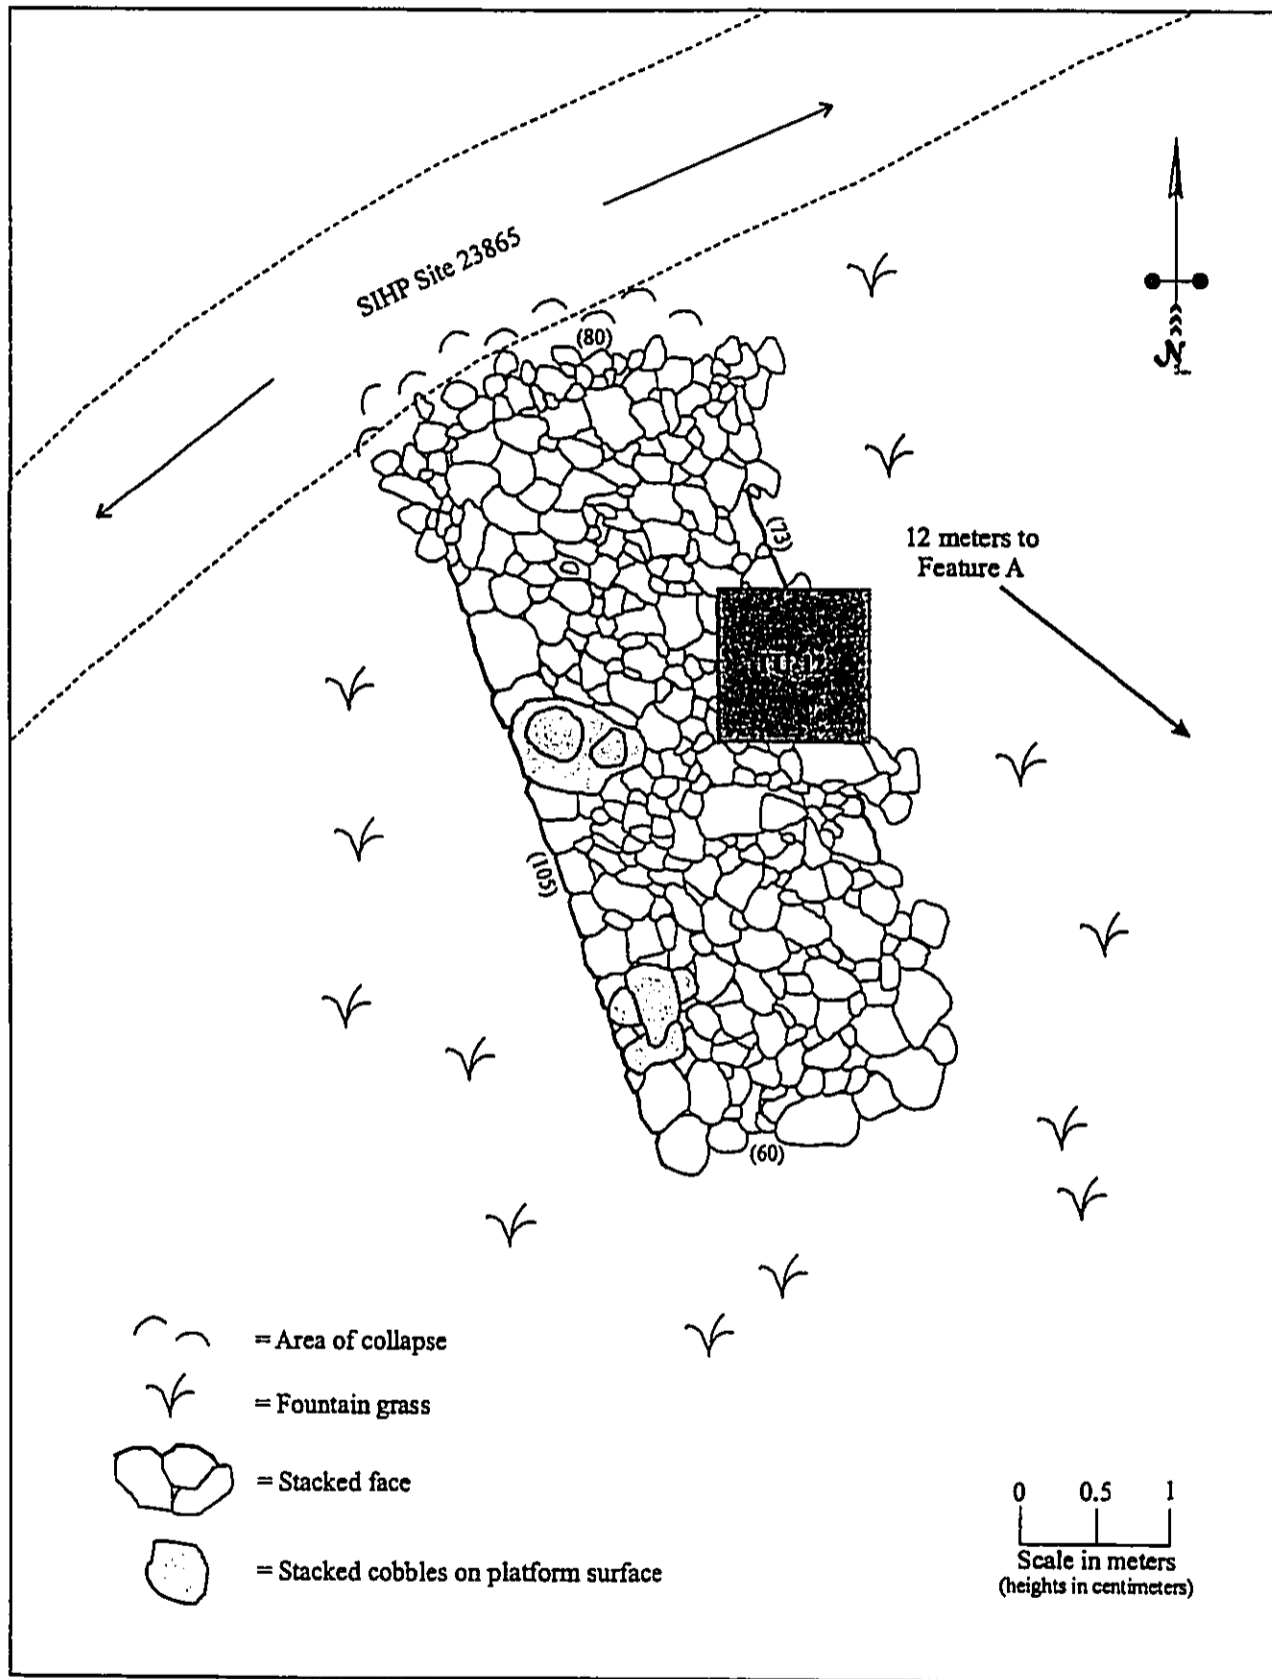 SIHP Site 23865
N
(80)
(73)
12 meters to
Feature A
(105)
(60)
= Area of collapse
= Fountain grass
= Stacked face
= Stacked cobbles on platform surface
0 0.5 1
Scale in meters
(heights in centimeters)